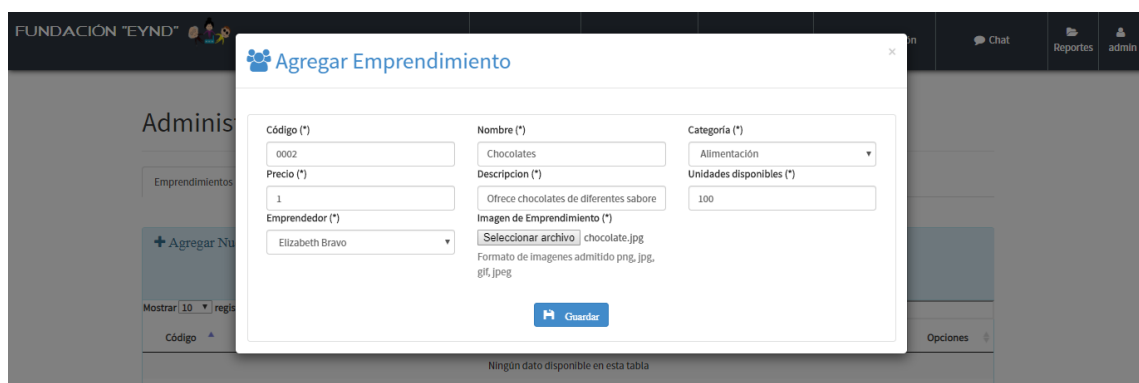 FUNDACIÓN "EYND"
Chat
Reportes
admin
Agregar Emprendimiento
×
Adminis
Emprendimientos
Agregar Nu
Código (*)
Nombre (*)
Categoría (*)
0002
Chocolates
Alimentación
Precio (*)
Descripcion (*)
Unidades disponibles (*)
1
Ofrece chocolates de diferentes sabore
100
Emprendedor (*)
Imagen de Emprendimiento (*)
Elizabeth Bravo
Seleccionar archivo chocolate.jpg
Formato de imagenes admitido png, jpg,
gif, jpeg
Guardar
Mostrar 10 regis
Código
Opciones
Ningún dato disponible en esta tabla